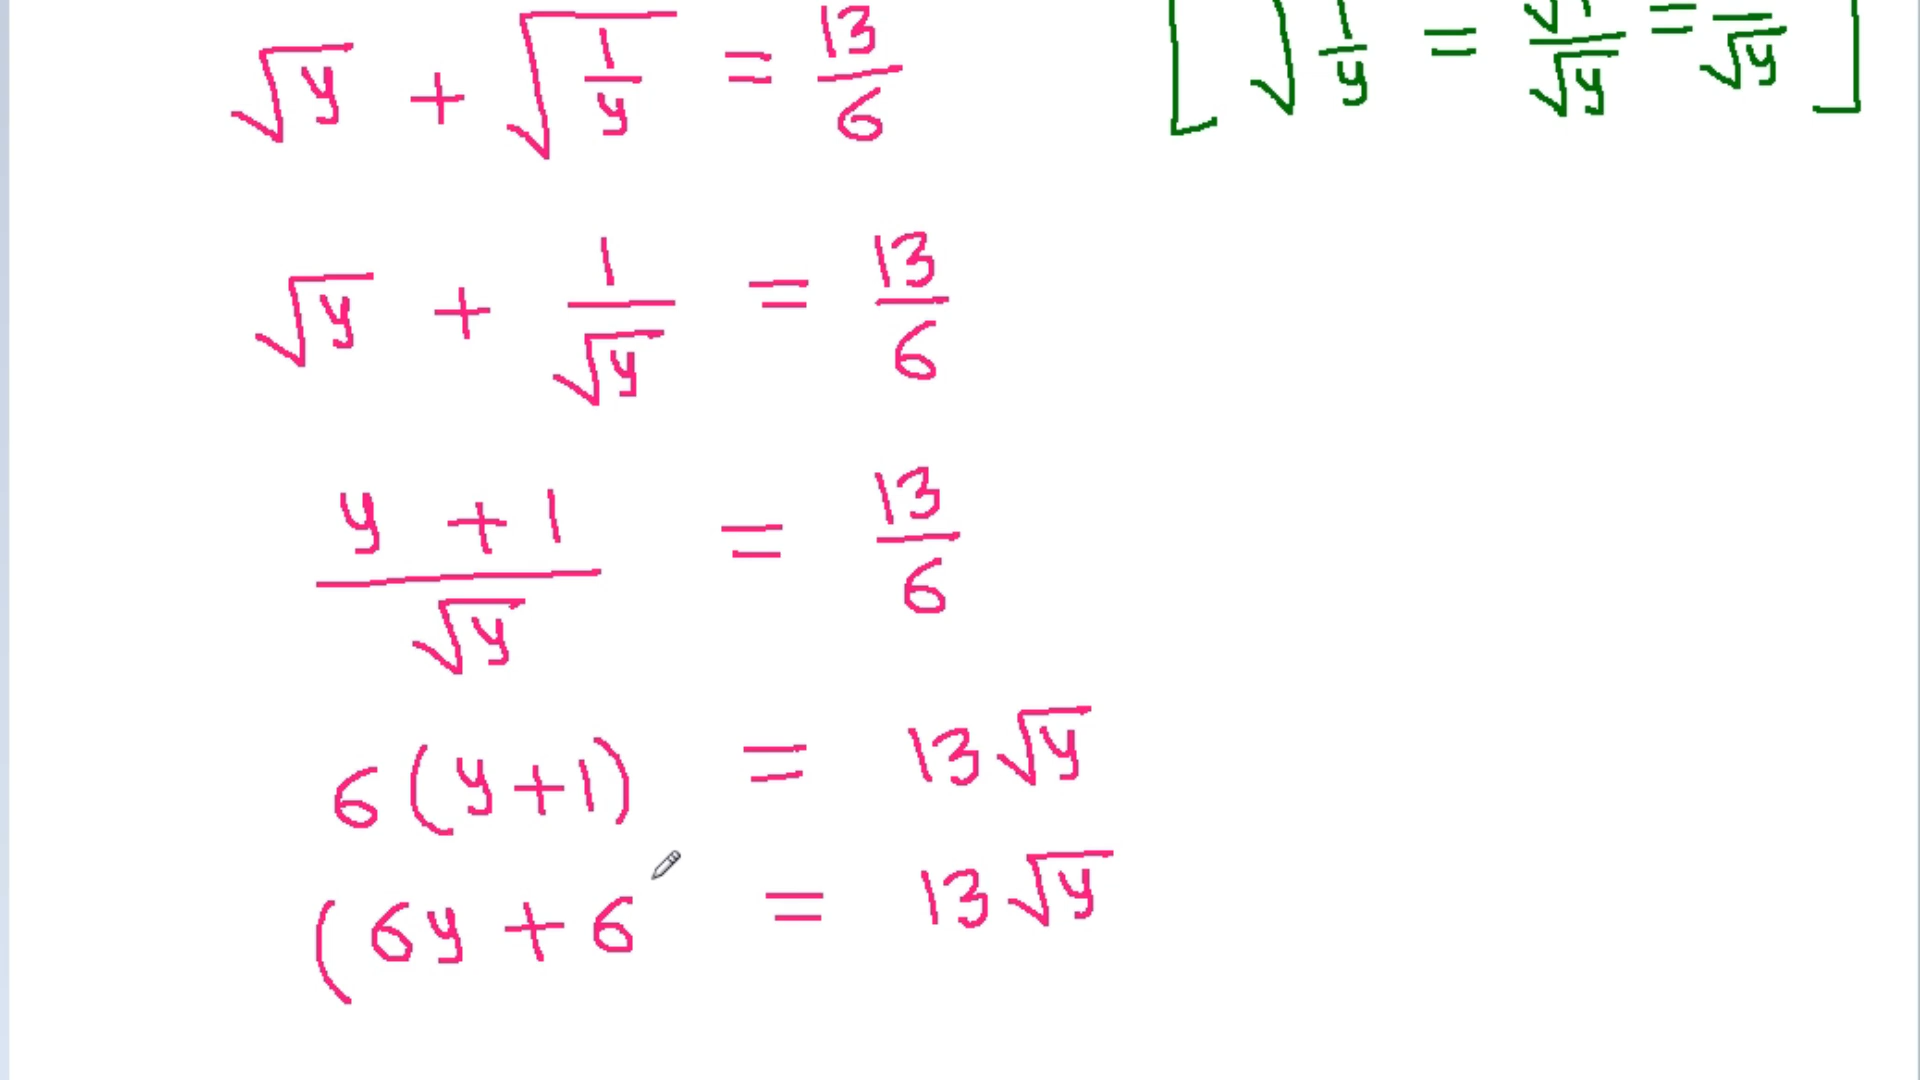 √y + √(1/y) = 13/6
[√(1/y) = √1/√y = 1/√y]
√y + 1/√y = 13/6
(y + 1)/√y = 13/6
6(y+1) = 13√y
(6y + 6 = 13√y